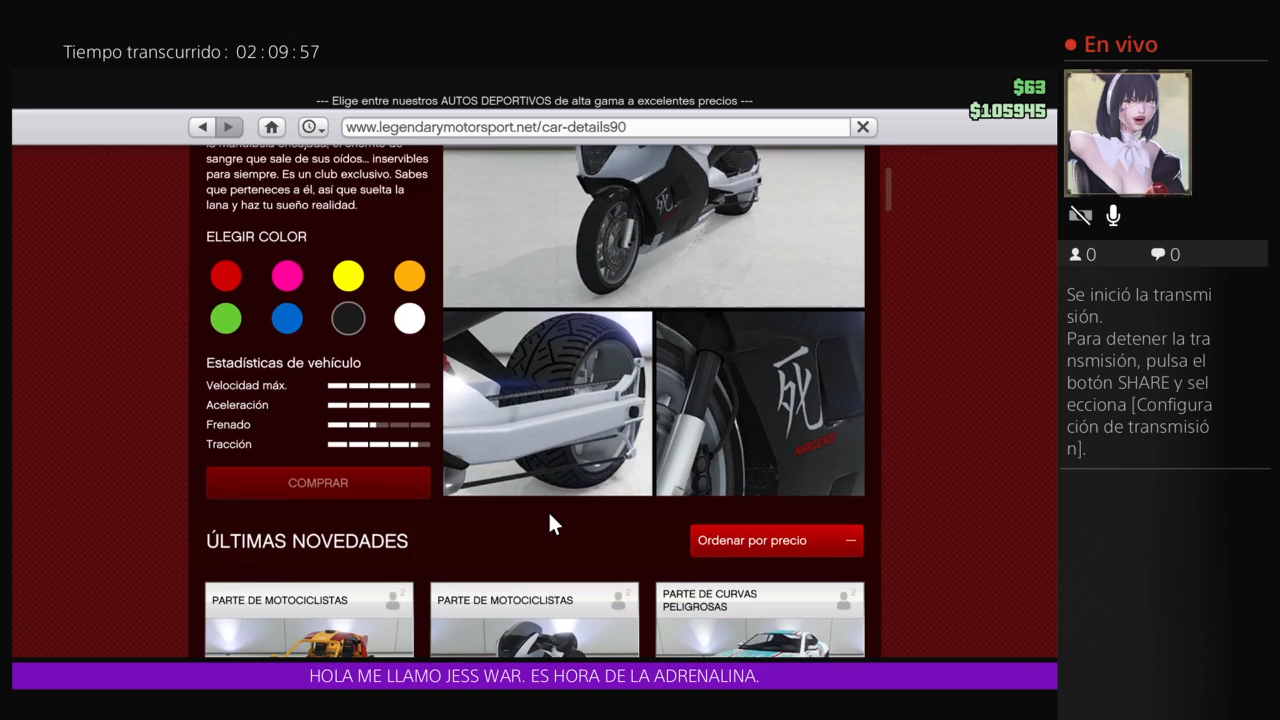 Tiempo transcurrido: 02:09:57
En vivo
$63
$105945
--- Elige entre nuestros AUTOS DEPORTIVOS de alta gama a excelentes precios ---
www.legendarymotorsport.net/car-details90
sangre que sale de sus oídos... inservibles
para siempre. Es un club exclusivo. Sabes
que perteneces a él, así que suelta la
lana y haz tu sueño realidad.
ELEGIR COLOR
Estadísticas de vehículo
Velocidad máx.
Aceleración
Frenado
Tracción
COMPRAR
死
死
ÚLTIMAS NOVEDADES
Ordenar por precio
PARTE DE MOTOCICLISTAS
2
PARTE DE MOTOCICLISTAS
2
PARTE DE CURVAS
PELIGROSAS
2
HOLA ME LLAMO JESS WAR. ES HORA DE LA ADRENALINA.
0
0
Se inició la transmi
sión.
Para detener la tra
nsmisión, pulsa el
botón SHARE y sel
ecciona [Configura
ción de transmisió
n].